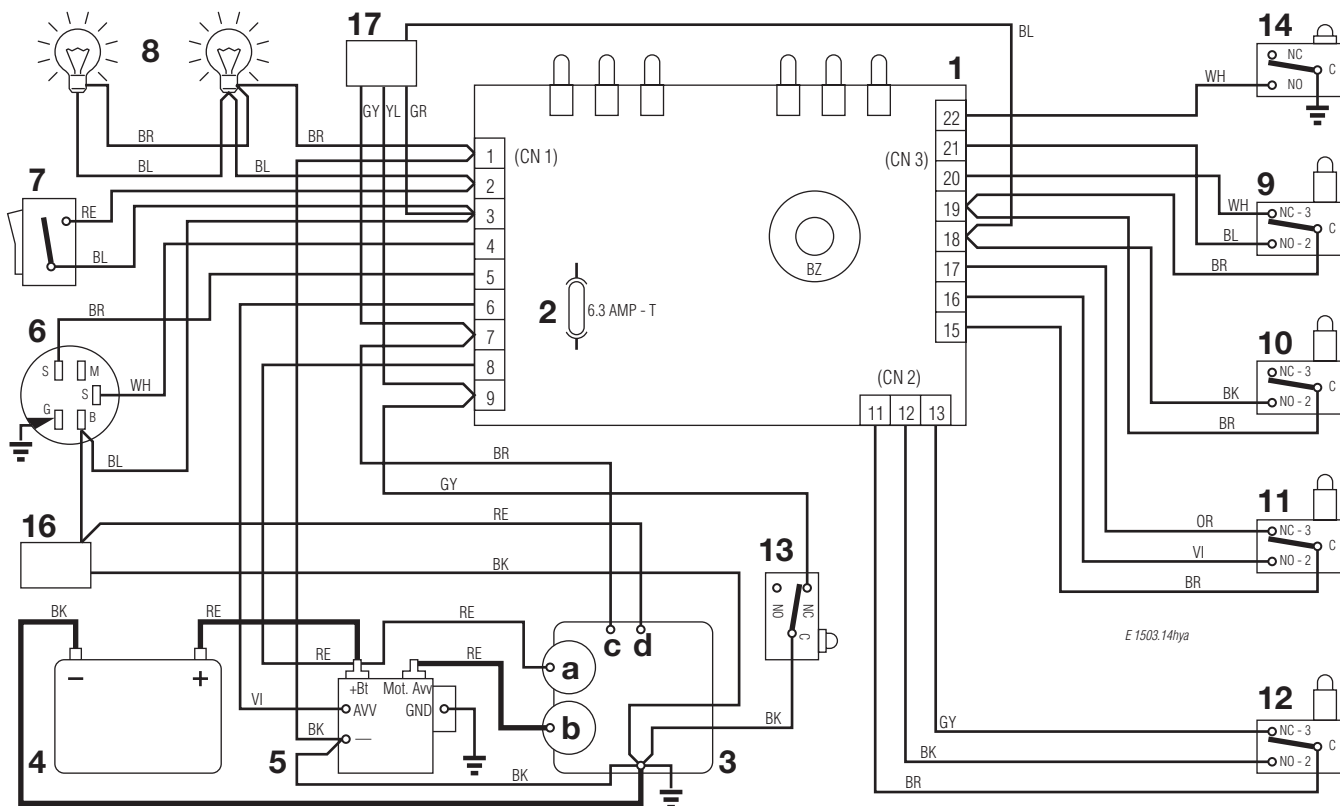 8
17
1
14
NC
C
NO
WH
BL
GY
YL
GR
BR
BL
BL
7
RE
BL
1
(CN 1)
2
3
4
5
6
7
8
9
22
21
(CN 3)
20
19
18
17
16
15
BZ
2
6.3 AMP - T
(CN 2)
11
12
13
BR
9
WH
NC - 3
C
BL
NO - 2
BR
6
BR
S
M
S
WH
G
B
BL
10
NC - 3
C
BK
NO - 2
BR
BR
GY
RE
BK
16
13
NO
NC
C
11
OR
NC - 3
C
VI
NO - 2
BR
E 1503.14hya
BK
RE
–
+
4
RE
RE
RE
+Bt
Mot. Avv
VI
AVV
GND
BK
—
5
BK
a
b
c
d
3
BK
12
GY
NC - 3
C
BK
NO - 2
BR